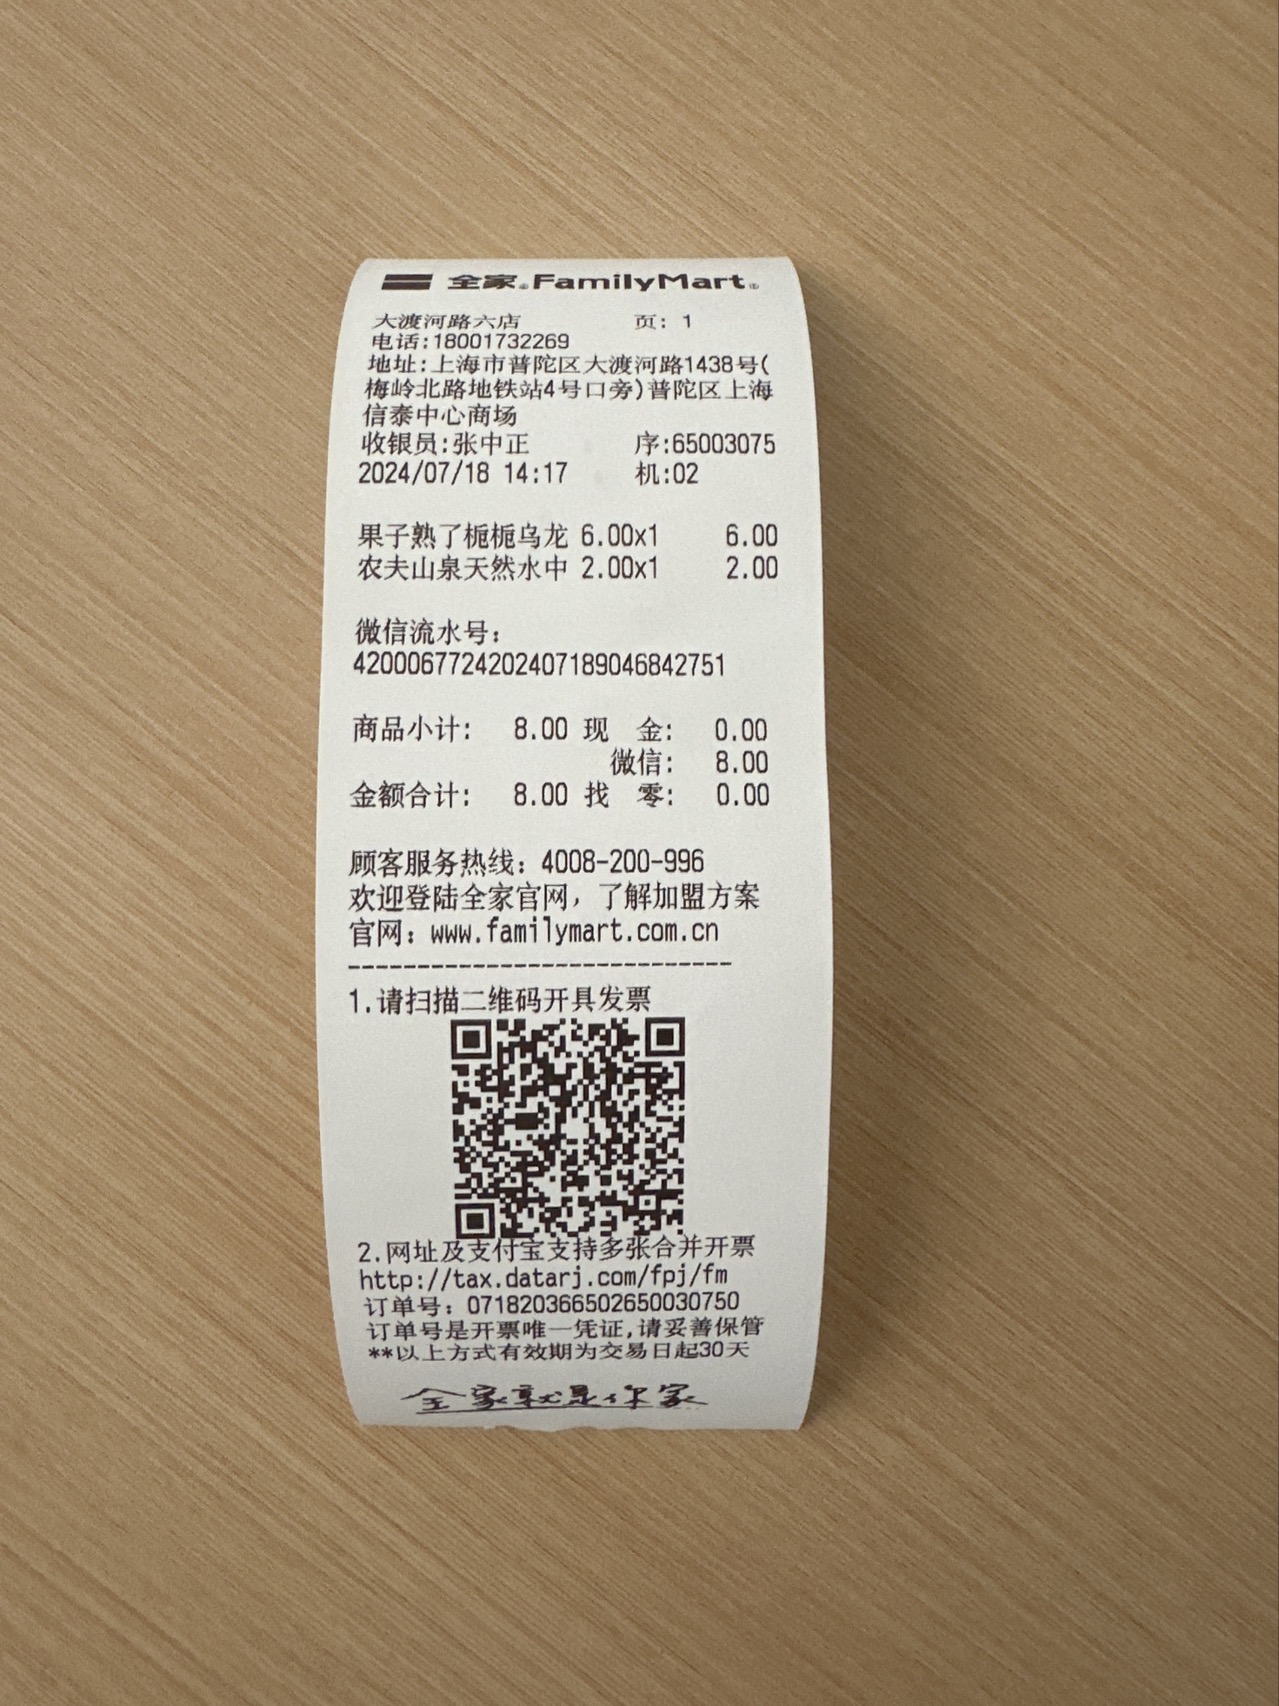 全家®FamilyMart®
大渡河路六店 页: 1
电话:18001732269
地址:上海市普陀区大渡河路1438号(
梅岭北路地铁站4号口旁)普陀区上海
信泰中心商场
收银员:张中正 序:65003075
2024/07/18 14:17 机:02
果子熟了栀栀乌龙 6.00x1 6.00
农夫山泉天然水中 2.00x1 2.00
微信流水号:
4200067724202407189046842751
商品小计: 8.00 现 金: 0.00
微信: 8.00
金额合计: 8.00 找 零: 0.00
顾客服务热线: 4008-200-996
欢迎登陆全家官网, 了解加盟方案
官网: www.familymart.com.cn
----------------------------
1.请扫描二维码开具发票
2.网址及支付宝支持多张合并开票
http://tax.datarj.com/fpj/fm
订单号: 071820366502650030750
订单号是开票唯一凭证,请妥善保管
**以上方式有效期为交易日起30天
全家就是你家